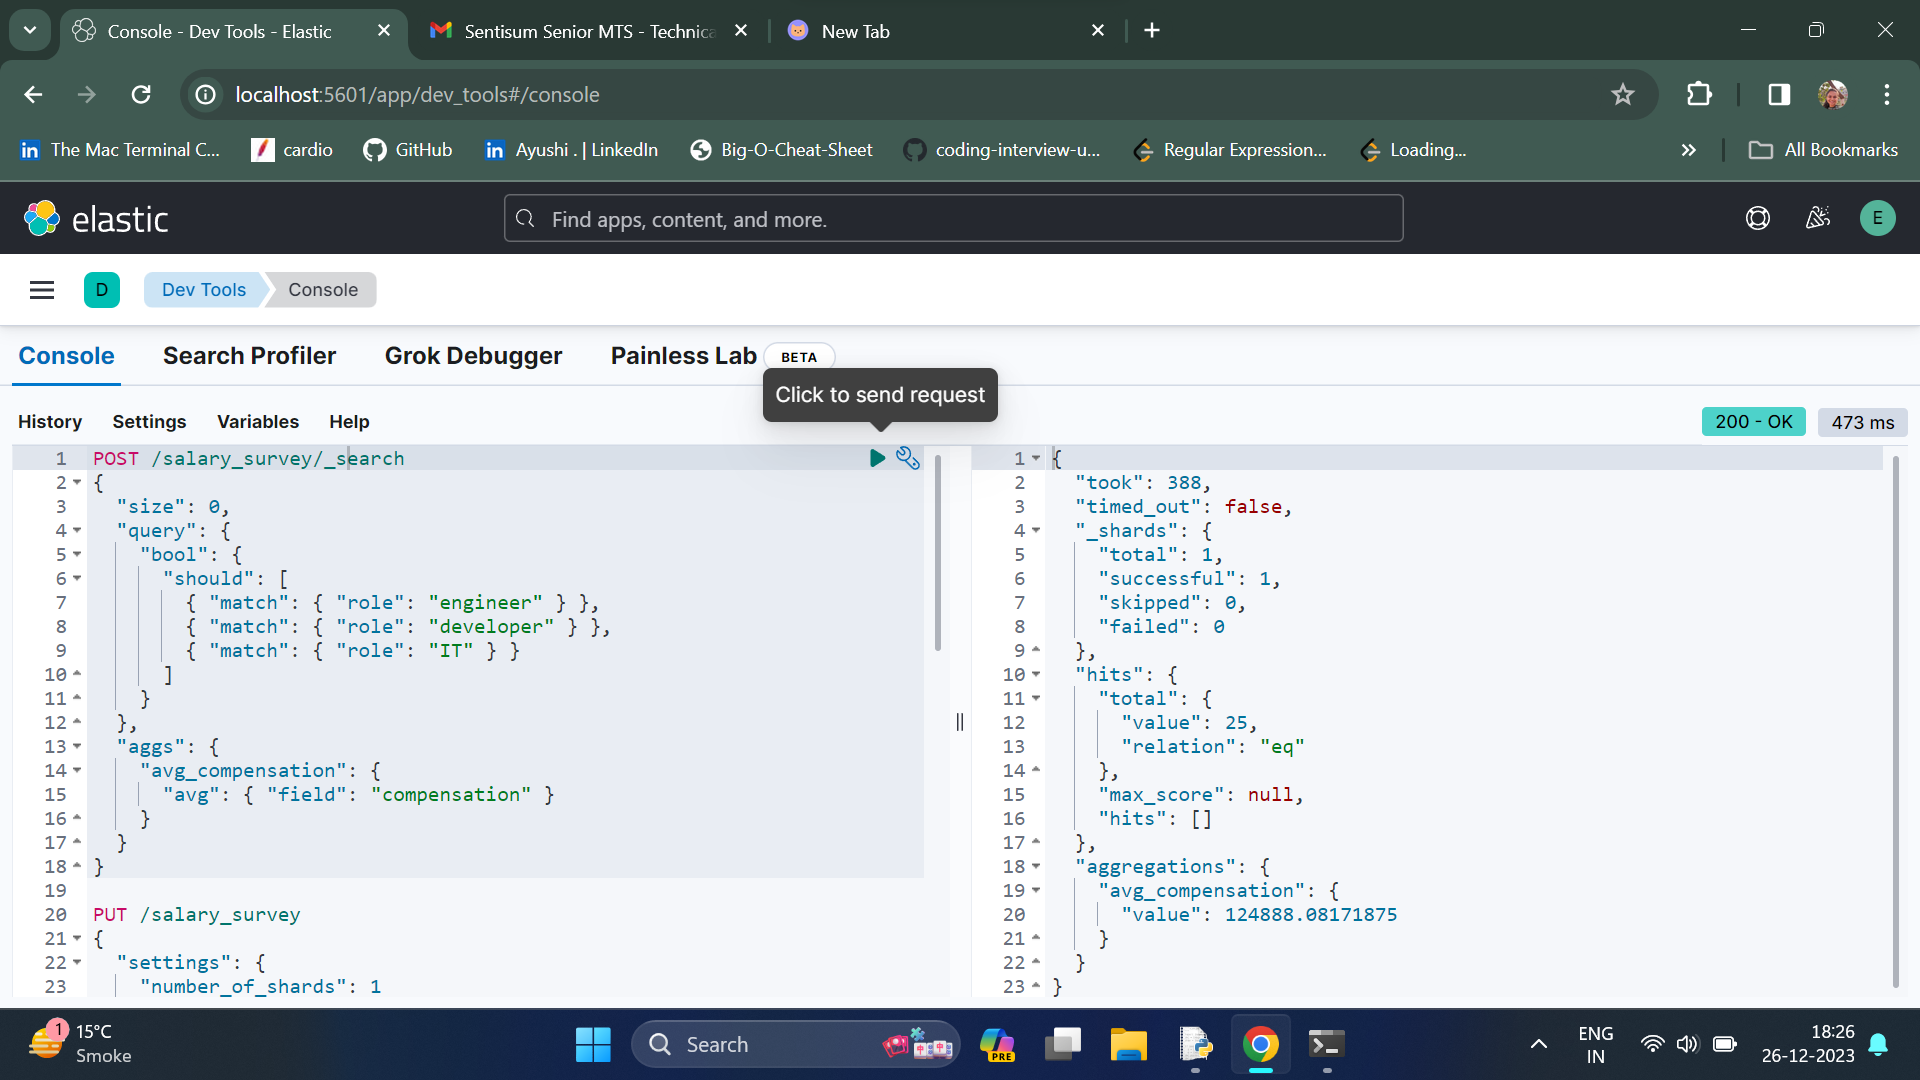 Console - Dev Tools - Elastic
Sentisum Senior MTS - Technica
New Tab
localhost:5601/app/dev_tools#/console
The Mac Terminal C...
cardio
GitHub
Ayushi . | LinkedIn
Big-O-Cheat-Sheet
coding-interview-u...
Regular Expression...
Loading...
All Bookmarks
elastic
Find apps, content, and more.
E
D
Dev Tools
Console
Console
Search Profiler
Grok Debugger
Painless Lab
BETA
Click to send request
History
Settings
Variables
Help
200 - OK
473 ms
1 POST /salary_survey/_search
2 {
3 "size": 0,
4 "query": {
5 "bool": {
6 "should": [
7 { "match": { "role": "engineer" } },
8 { "match": { "role": "developer" } },
9 { "match": { "role": "IT" } }
10 ]
11 }
12 },
13 "aggs": {
14 "avg_compensation": {
15 "avg": { "field": "compensation" }
16 }
17 }
18 }
19
20 PUT /salary_survey
21 {
22 "settings": {
23 "number_of_shards": 1
1 {
2 "took": 388,
3 "timed_out": false,
4 "_shards": {
5 "total": 1,
6 "successful": 1,
7 "skipped": 0,
8 "failed": 0
9 },
10 "hits": {
11 "total": {
12 "value": 25,
13 "relation": "eq"
14 },
15 "max_score": null,
16 "hits": []
17 },
18 "aggregations": {
19 "avg_compensation": {
20 "value": 124888.08171875
21 }
22 }
23 }
1
15°C
Smoke
Search
PRE
ENG
IN
18:26
26-12-2023